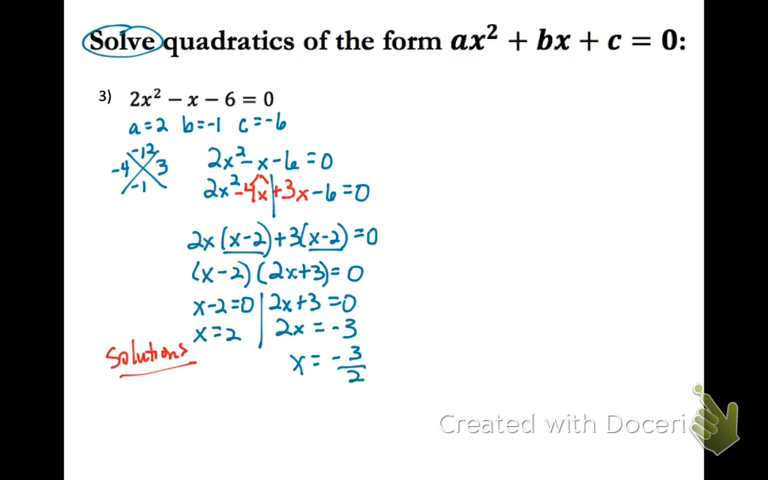 Solve quadratics of the form ax² + bx + c = 0:
3) 2x² − x − 6 = 0
a=2 b=-1 c=-6
-12
-4 3
-1
2x²-x-6=0
2x²-4x+3x-6=0
2x(x-2)+3(x-2)=0
(x-2)(2x+3)=0
x-2=0 | 2x+3=0
x=2 | 2x=-3
Solutions
x=-3/2
Created with Doceri